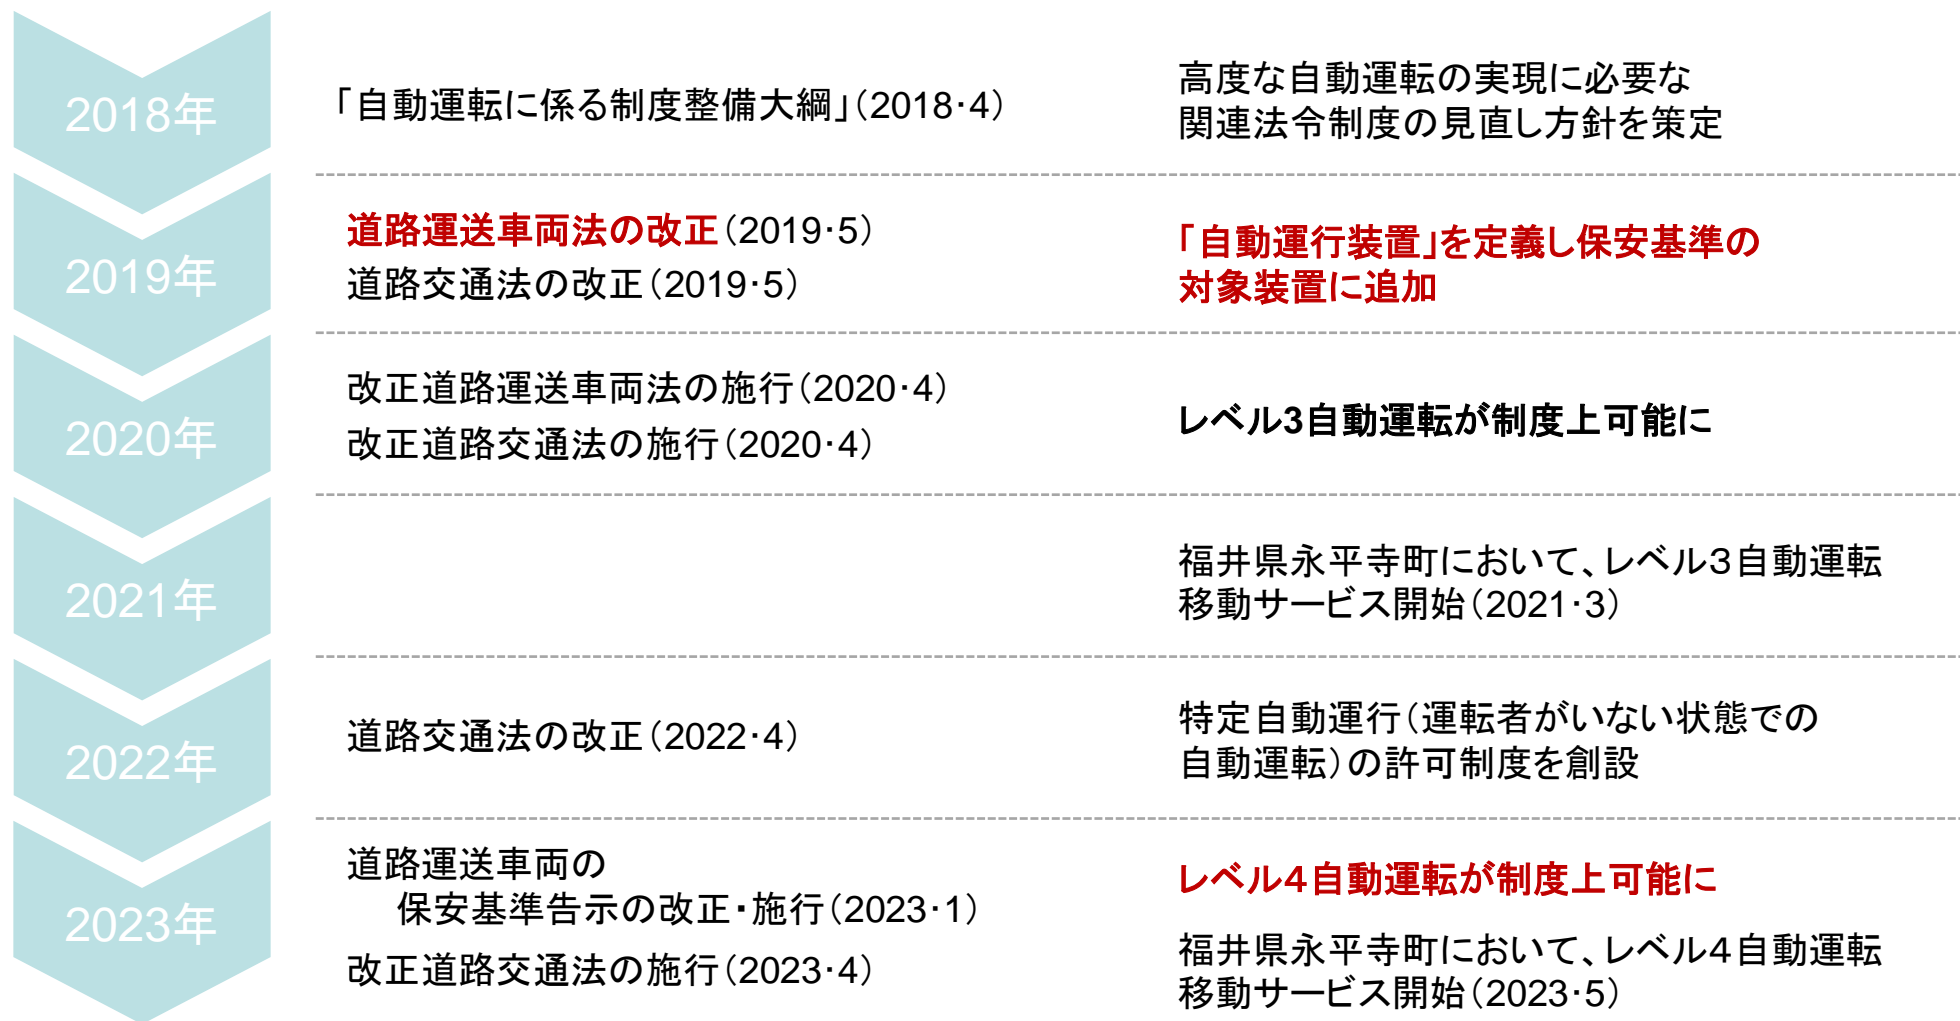 2018年
「自動運転に係る制度整備大綱」(2018・4)
高度な自動運転の実現に必要な
関連法令制度の見直し方針を策定
2019年
道路運送車両法の改正(2019・5)
道路交通法の改正(2019・5)
「自動運行装置」を定義し保安基準の
対象装置に追加
2020年
改正道路運送車両法の施行(2020・4)
改正道路交通法の施行(2020・4)
レベル3自動運転が制度上可能に
2021年
福井県永平寺町において、レベル3自動運転
移動サービス開始(2021・3)
2022年
道路交通法の改正(2022・4)
特定自動運行(運転者がいない状態での
自動運転)の許可制度を創設
2023年
道路運送車両の
保安基準告示の改正・施行(2023・1)
改正道路交通法の施行(2023・4)
レベル4自動運転が制度上可能に
福井県永平寺町において、レベル4自動運転
移動サービス開始(2023・5)